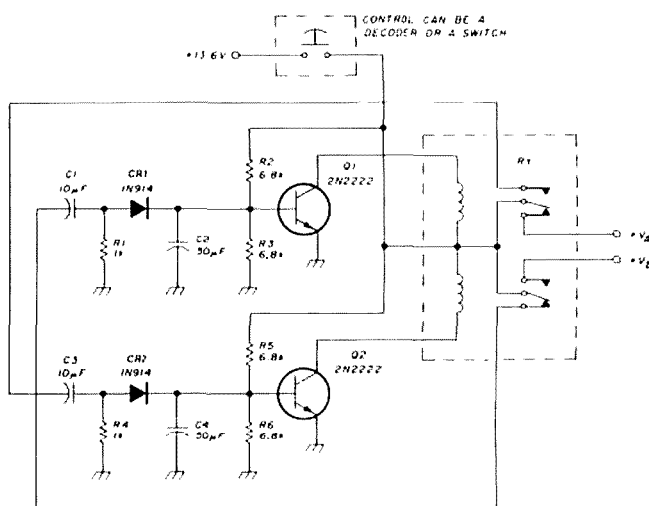 CONTROL CAN BE A
DECODER OR A SWITCH
+13.6V
C1
10µF
CR1
1N914
R2
6.8k
Q1
2N2222
RY
R1
1k
C2
50µF
R3
6.8k
+VA
C3
10µF
CR2
1N914
R5
6.8k
Q2
2N2222
R4
1k
C4
50µF
R6
6.8k